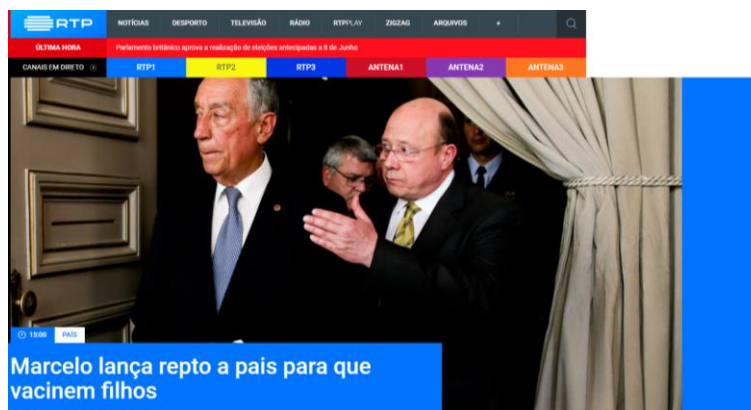 RTP NOTÍCIAS DESPORTO TELEVISÃO RÁDIO RTPPLAY ZIGZAG ARQUIVOS +
ÚLTIMA HORA Parlamento britânico aprova a realização de eleições antecipadas a 8 de Junho
CANAIS EM DIRETO RTP1 RTP2 RTP3 ANTENA1 ANTENA2 ANTENA3
15:00 PAÍS
Marcelo lança repto a pais para que
vacinem filhos